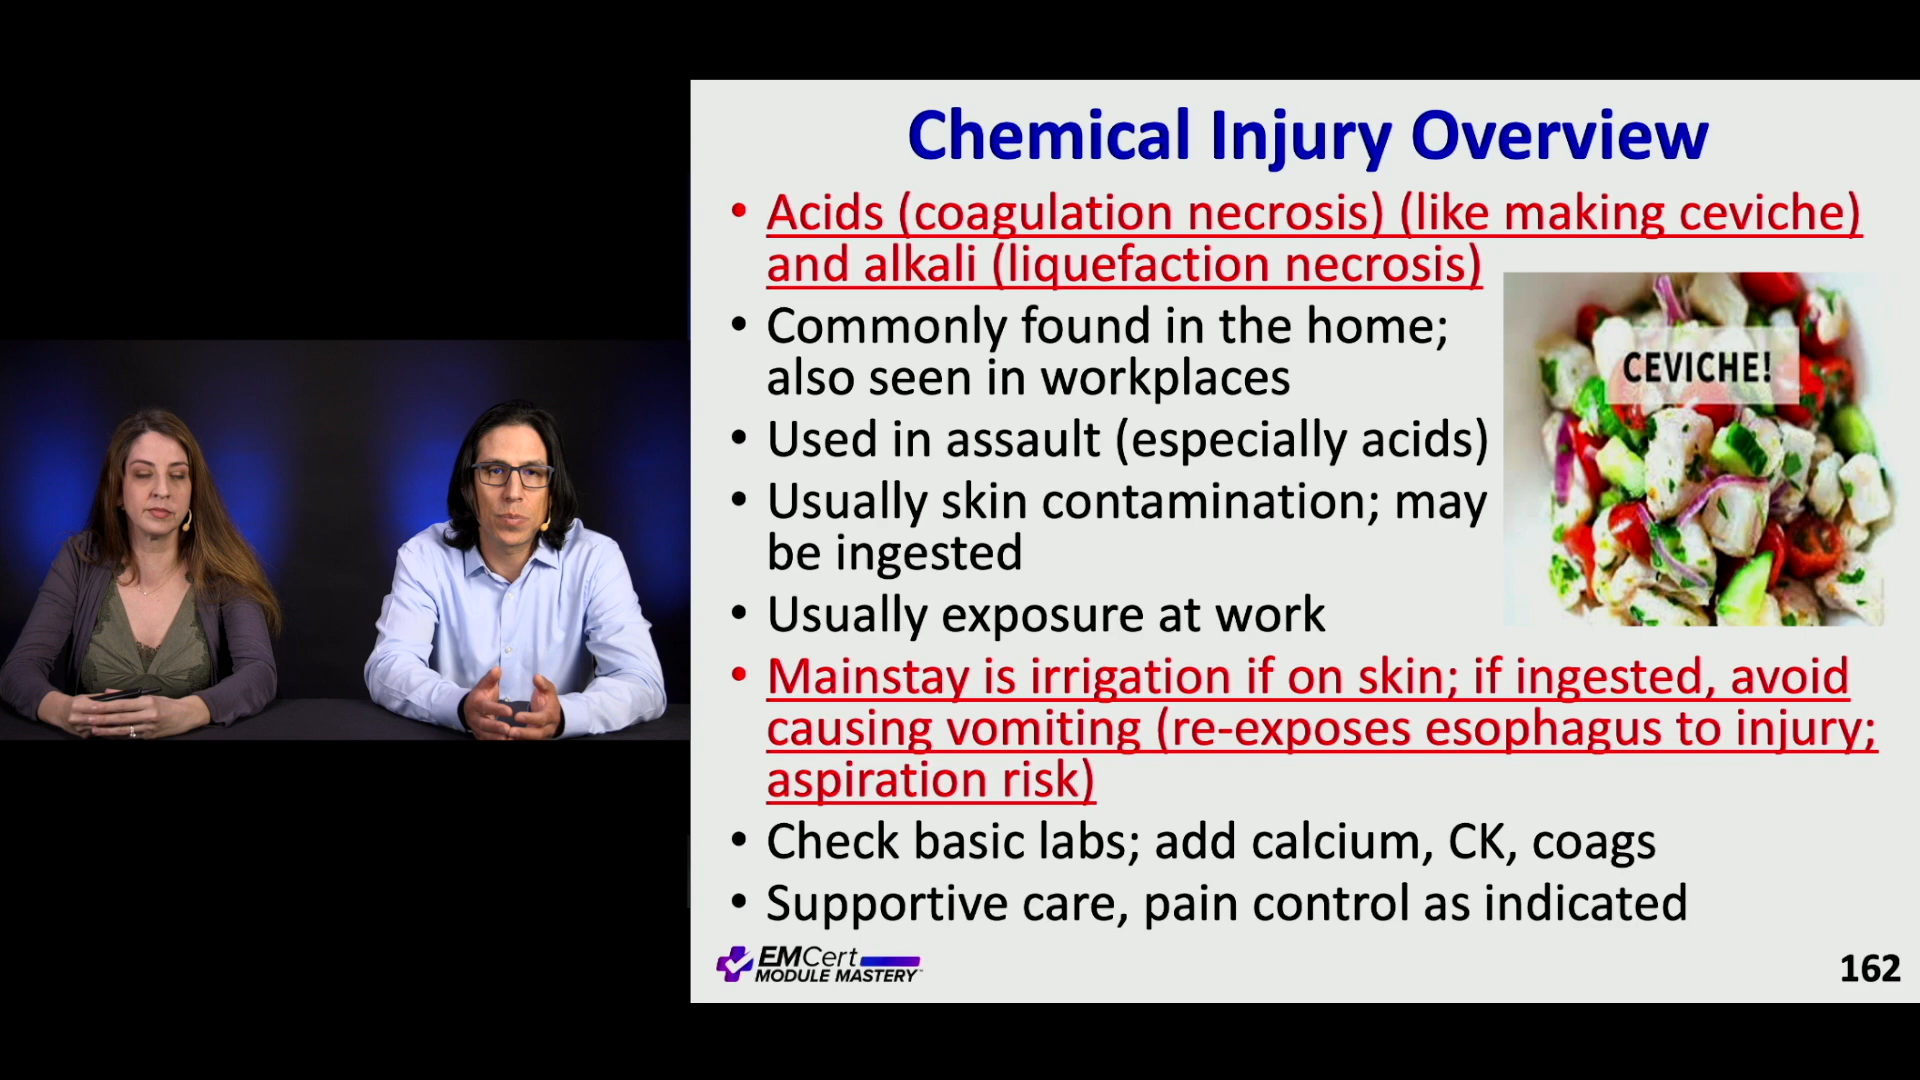 Chemical Injury Overview
• Acids (coagulation necrosis) (like making ceviche)
and alkali (liquefaction necrosis)
• Commonly found in the home;
also seen in workplaces
• Used in assault (especially acids)
• Usually skin contamination; may
be ingested
• Usually exposure at work
CEVICHE!
• Mainstay is irrigation if on skin; if ingested, avoid
causing vomiting (re-exposes esophagus to injury;
aspiration risk)
• Check basic labs; add calcium, CK, coags
• Supportive care, pain control as indicated
EMCert
MODULE MASTERY™
162